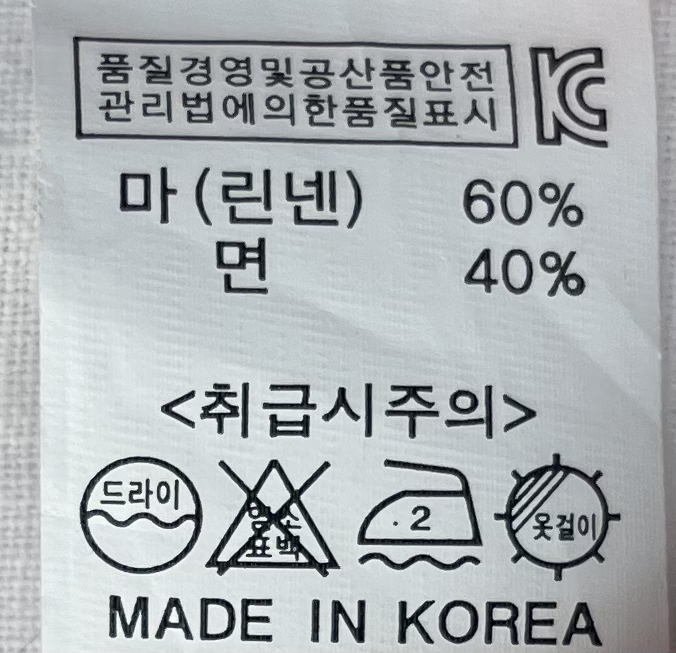 품질경영및공산품안전
관리법에의한품질표시
마(린넨) 60%
면 40%
<취급시주의>
드라이
염소
표백
· 2
옷걸이
MADE IN KOREA